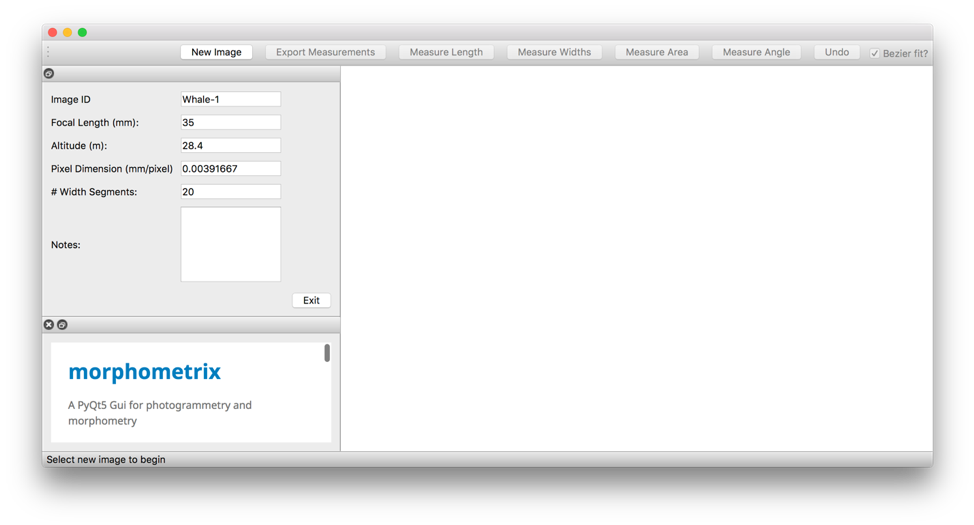 New Image Export Measurements Measure Length Measure Widths Measure Area Measure Angle Undo Bezier fit?
Image ID Whale-1
Focal Length (mm): 35
Altitude (m): 28.4
Pixel Dimension (mm/pixel) 0.00391667
# Width Segments: 20
Notes:
Exit
morphometrix
A PyQt5 Gui for photogrammetry and
morphometry
Select new image to begin